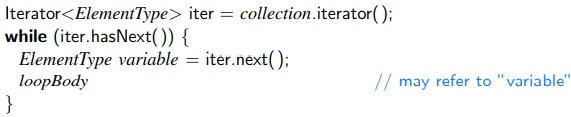 Iterator<ElementType> iter = collection.iterator();
while (iter.hasNext()) {
ElementType variable = iter.next();
loopBody // may refer to "variable"
}